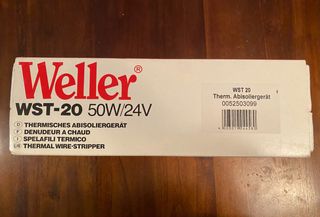 Weller®
WST-20 50W/24V
D THERMISCHES ABISOLIERGERÄT
F DENUDEUR A CHAUD
I SPELAFILI TERMICO
GB THERMAL WIRE-STRIPPER
WST 20
Therm. Abisoliergerät
0052503099